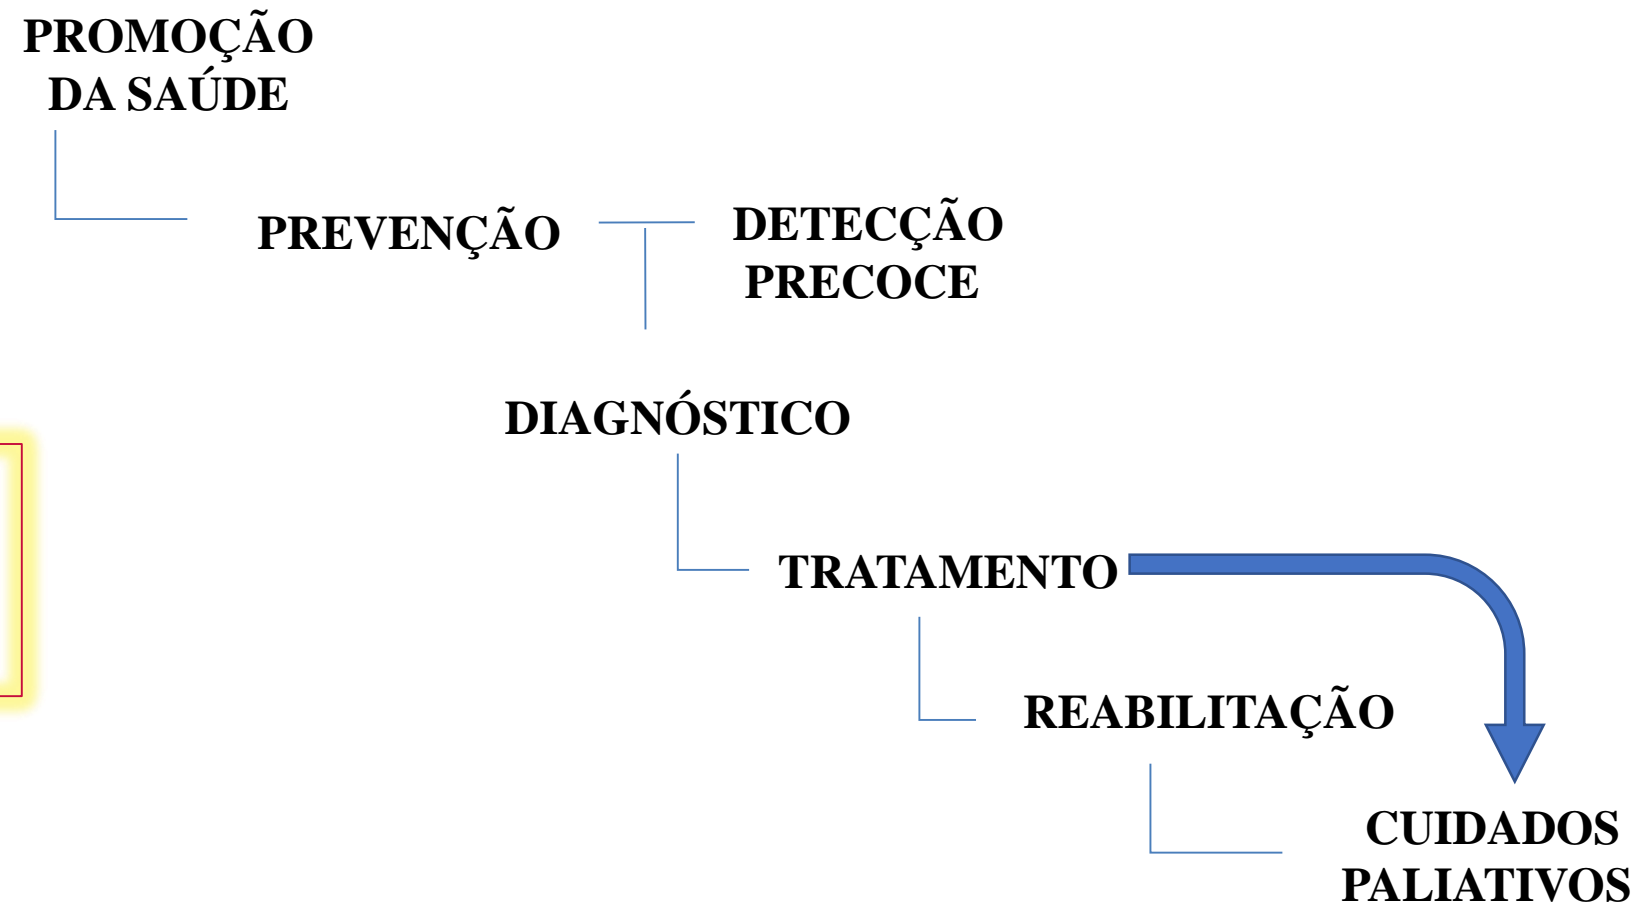 PROMOÇÃO
DA SAÚDE
PREVENÇÃO
DETECÇÃO
PRECOCE
DIAGNÓSTICO
TRATAMENTO
REABILITAÇÃO
CUIDADOS
PALIATIVOS